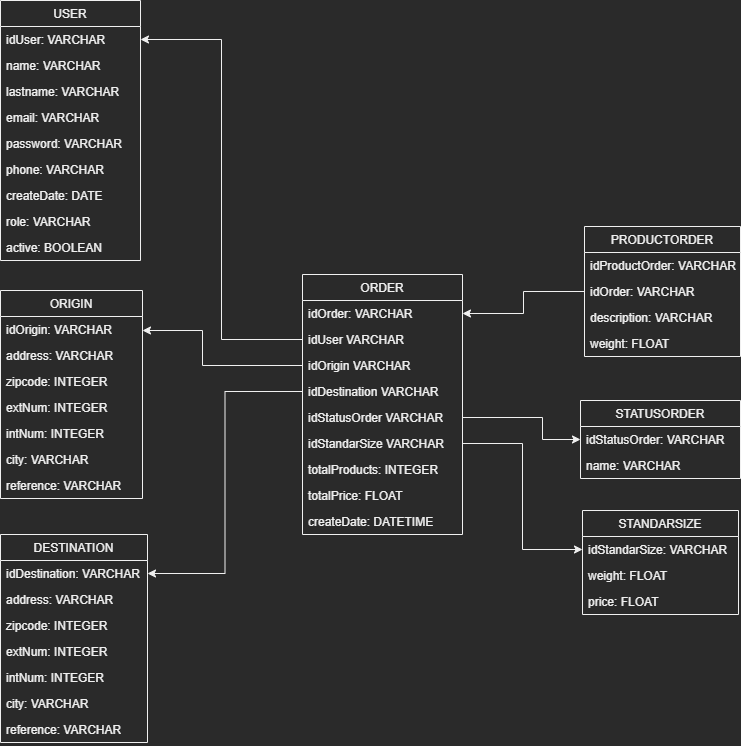 USER
idUser: VARCHAR
name: VARCHAR
lastname: VARCHAR
email: VARCHAR
password: VARCHAR
phone: VARCHAR
createDate: DATE
role: VARCHAR
active: BOOLEAN
ORIGIN
idOrigin: VARCHAR
address: VARCHAR
zipcode: INTEGER
extNum: INTEGER
intNum: INTEGER
city: VARCHAR
reference: VARCHAR
DESTINATION
idDestination: VARCHAR
address: VARCHAR
zipcode: INTEGER
extNum: INTEGER
intNum: INTEGER
city: VARCHAR
reference: VARCHAR
ORDER
idOrder: VARCHAR
idUser VARCHAR
idOrigin VARCHAR
idDestination VARCHAR
idStatusOrder VARCHAR
idStandarSize VARCHAR
totalProducts: INTEGER
totalPrice: FLOAT
createDate: DATETIME
PRODUCTORDER
idProductOrder: VARCHAR
idOrder: VARCHAR
description: VARCHAR
weight: FLOAT
STATUSORDER
idStatusOrder: VARCHAR
name: VARCHAR
STANDARSIZE
idStandarSize: VARCHAR
weight: FLOAT
price: FLOAT